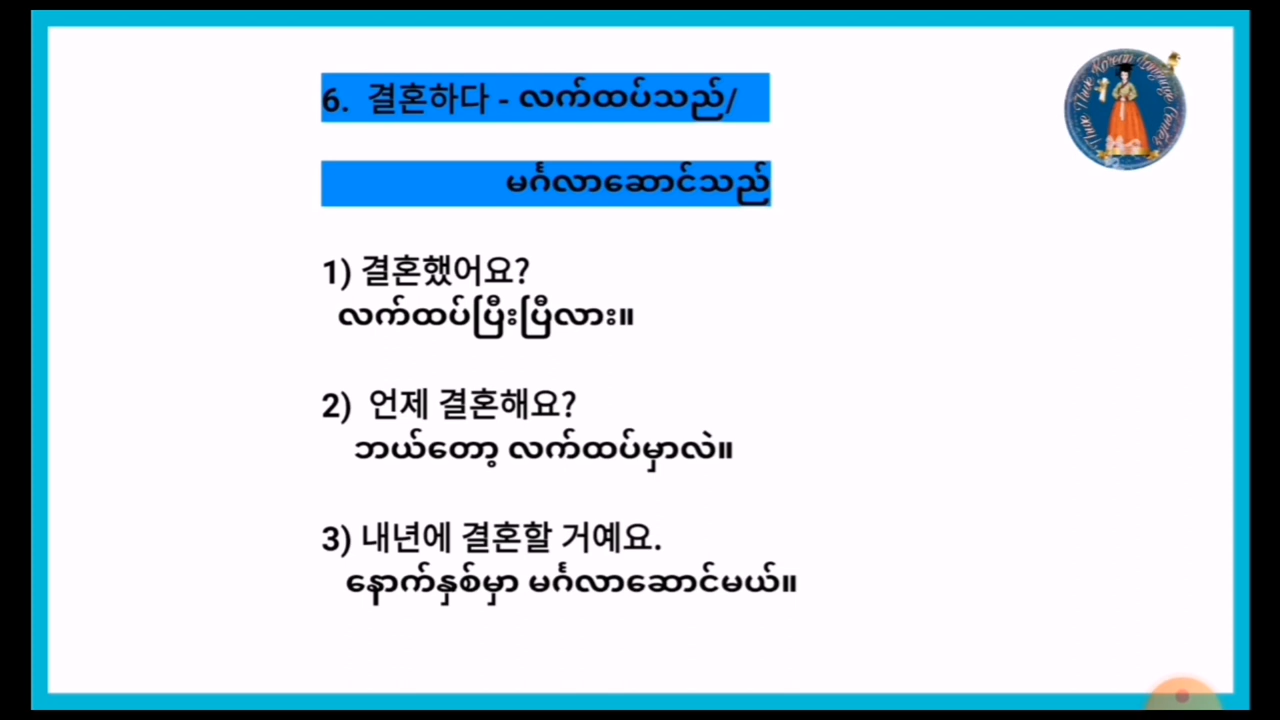 6. 결혼하다 - လက်ထပ်သည်/
မင်္ဂလာဆောင်သည်
1) 결혼했어요?
လက်ထပ်ပြီးပြီလား။
2) 언제 결혼해요?
ဘယ်တော့ လက်ထပ်မှာလဲ။
3) 내년에 결혼할 거예요.
နောက်နှစ်မှာ မင်္ဂလာဆောင်မယ်။
Korean Language Center